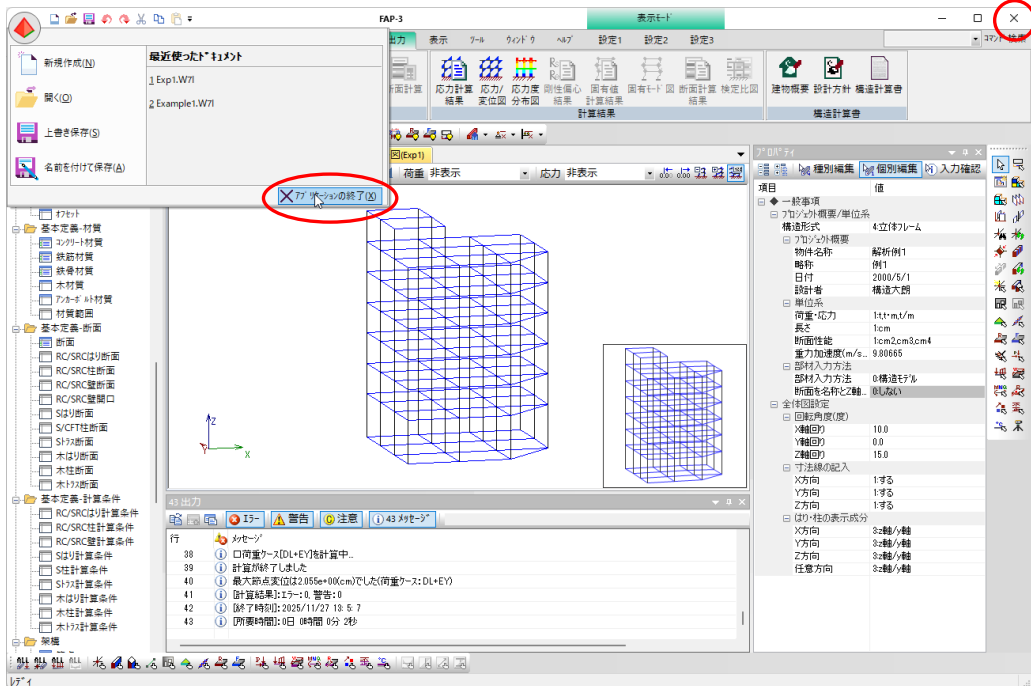 FAP-3
表示ﾓｰﾄﾞ
出力 表示 ﾂｰﾙ ｳｨﾝﾄﾞｳ ﾍﾙﾌﾟ 設定1 設定2 設定3
ｺﾏﾝﾄﾞ検索
新規作成(N)
開く(O)
上書き保存(S)
名前を付けて保存(A)
最近使ったﾄﾞｷｭﾒﾝﾄ
1 Exp1.W7l
2 Example1.W7l
ｱﾌﾟﾘｹｰｼｮﾝの終了(X)
断面計算
応力計算結果
応力/変位図
応力度分布図
剛性偏心結果
固有値計算結果
固有ﾓｰﾄﾞ図
断面計算結果
検定比図
計算結果
建物概要
設計方針
構造計算書
構造計算書
図(Exp1)
荷重 非表示
応力 非表示
ｵﾌｾｯﾄ
基本定義-材質
ｺﾝｸﾘｰﾄ材質
鉄筋材質
鉄骨材質
木材質
ｱﾝｶｰﾎﾞﾙﾄ材質
材質範囲
基本定義-断面
断面
RC/SRCはり断面
RC/SRC柱断面
RC/SRC壁断面
RC/SRC壁開口
Sはり断面
S/CFT柱断面
Sﾄﾗｽ断面
木はり断面
木柱断面
木ﾄﾗｽ断面
基本定義-計算条件
RC/SRCはり計算条件
RC/SRC柱計算条件
RC/SRC壁計算条件
Sはり計算条件
S柱計算条件
Sﾄﾗｽ計算条件
木はり計算条件
木柱計算条件
木ﾄﾗｽ計算条件
架構
Z
Y
X
43 出力
ｴﾗｰ 警告 注意 43 ﾒｯｾｰｼﾞ
行 ﾒｯｾｰｼﾞ
38 口荷重ｹｰｽ[DL+EY]を計算中..
39 計算が終了しました
40 最大節点変位は2.055e+00(cm)でした(荷重ｹｰｽ:DL+EY)
41 [計算結果]:ｴﾗｰ:0, 警告:0
42 [終了時刻]:2025/11/27 13: 5: 7
43 [所要時間]:0日 0時間 0分 2秒
ﾌﾟﾛﾊﾟﾃｨ
種別編集 個別編集 入力確認
項目 値
一般事項
ﾌﾟﾛｼﾞｪｸﾄ概要/単位系
構造形式 4:立体ﾌﾚｰﾑ
ﾌﾟﾛｼﾞｪｸﾄ概要
物件名称 解析例1
略称 例1
日付 2000/5/1
設計者 構造大朗
単位系
荷重･応力 1:t,t･m,t/m
長さ 1:cm
断面性能 1:cm2,cm3,cm4
重力加速度(m/s... 9.80665
部材入力方法
部材入力方法 0:構造ﾓﾃﾞﾙ
断面を名称とZ軸... 0:しない
全体図設定
回転角度(度)
X軸回り 10.0
Y軸回り 0.0
Z軸回り 15.0
寸法線の記入
X方向 1:する
Y方向 1:する
Z方向 1:する
はり･柱の表示成分
X方向 3:z軸/y軸
Y方向 3:z軸/y軸
Z方向 3:z軸/y軸
任意方向 3:z軸/y軸
ALL ALL ALL ALL
ﾚﾃﾞｨ